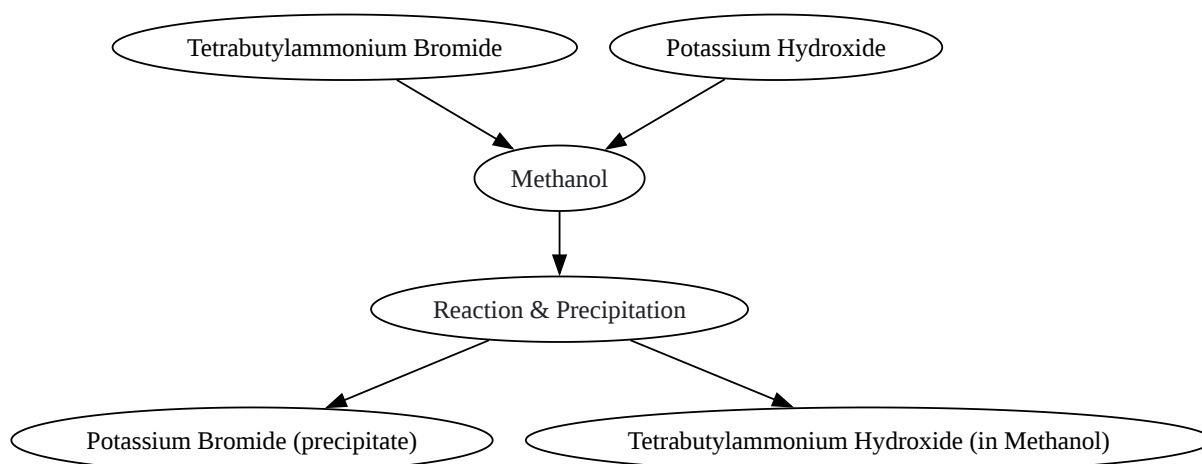 Tetrabutylammonium Bromide
Potassium Hydroxide
Methanol
Reaction & Precipitation
Potassium Bromide (precipitate)
Tetrabutylammonium Hydroxide (in Methanol)